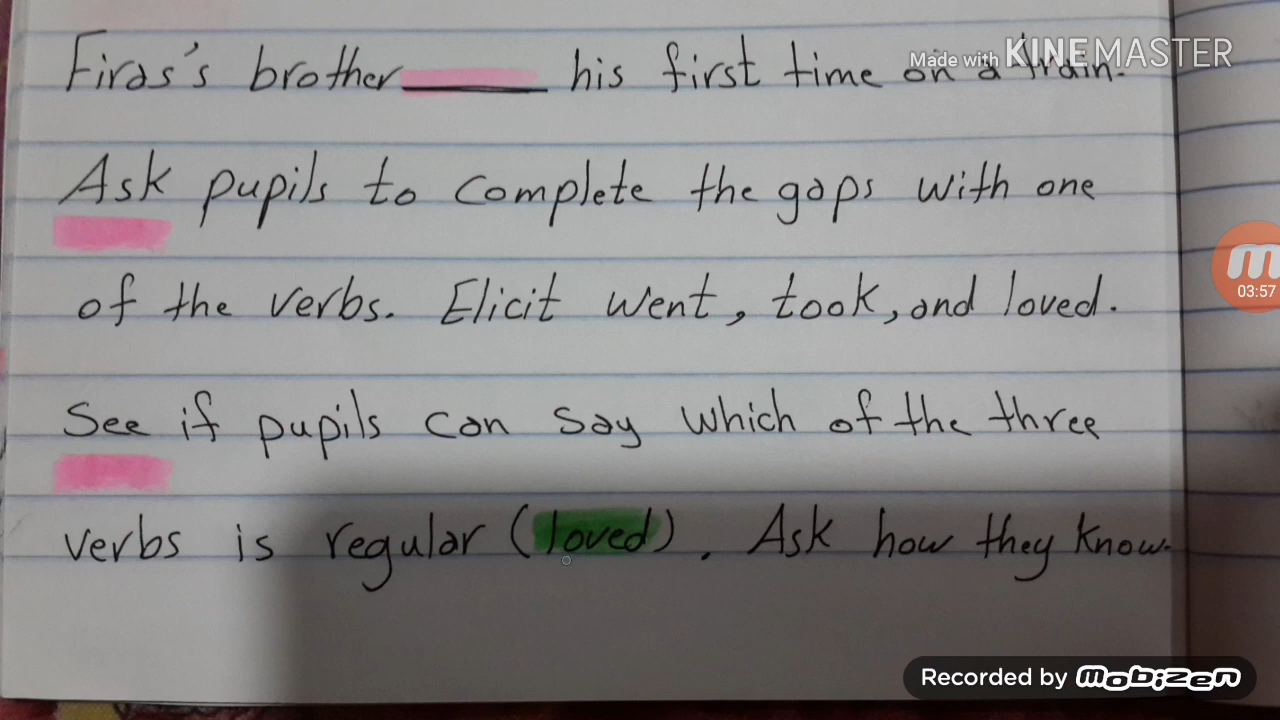 Firas's brother______ his first time on a train.
Made with KINEMASTER
Ask pupils to complete the gaps with one
of the verbs. Elicit went, took, and loved.
03:57
See if pupils can say which of the three
verbs is regular (loved). Ask how they know.
Recorded by mobizen